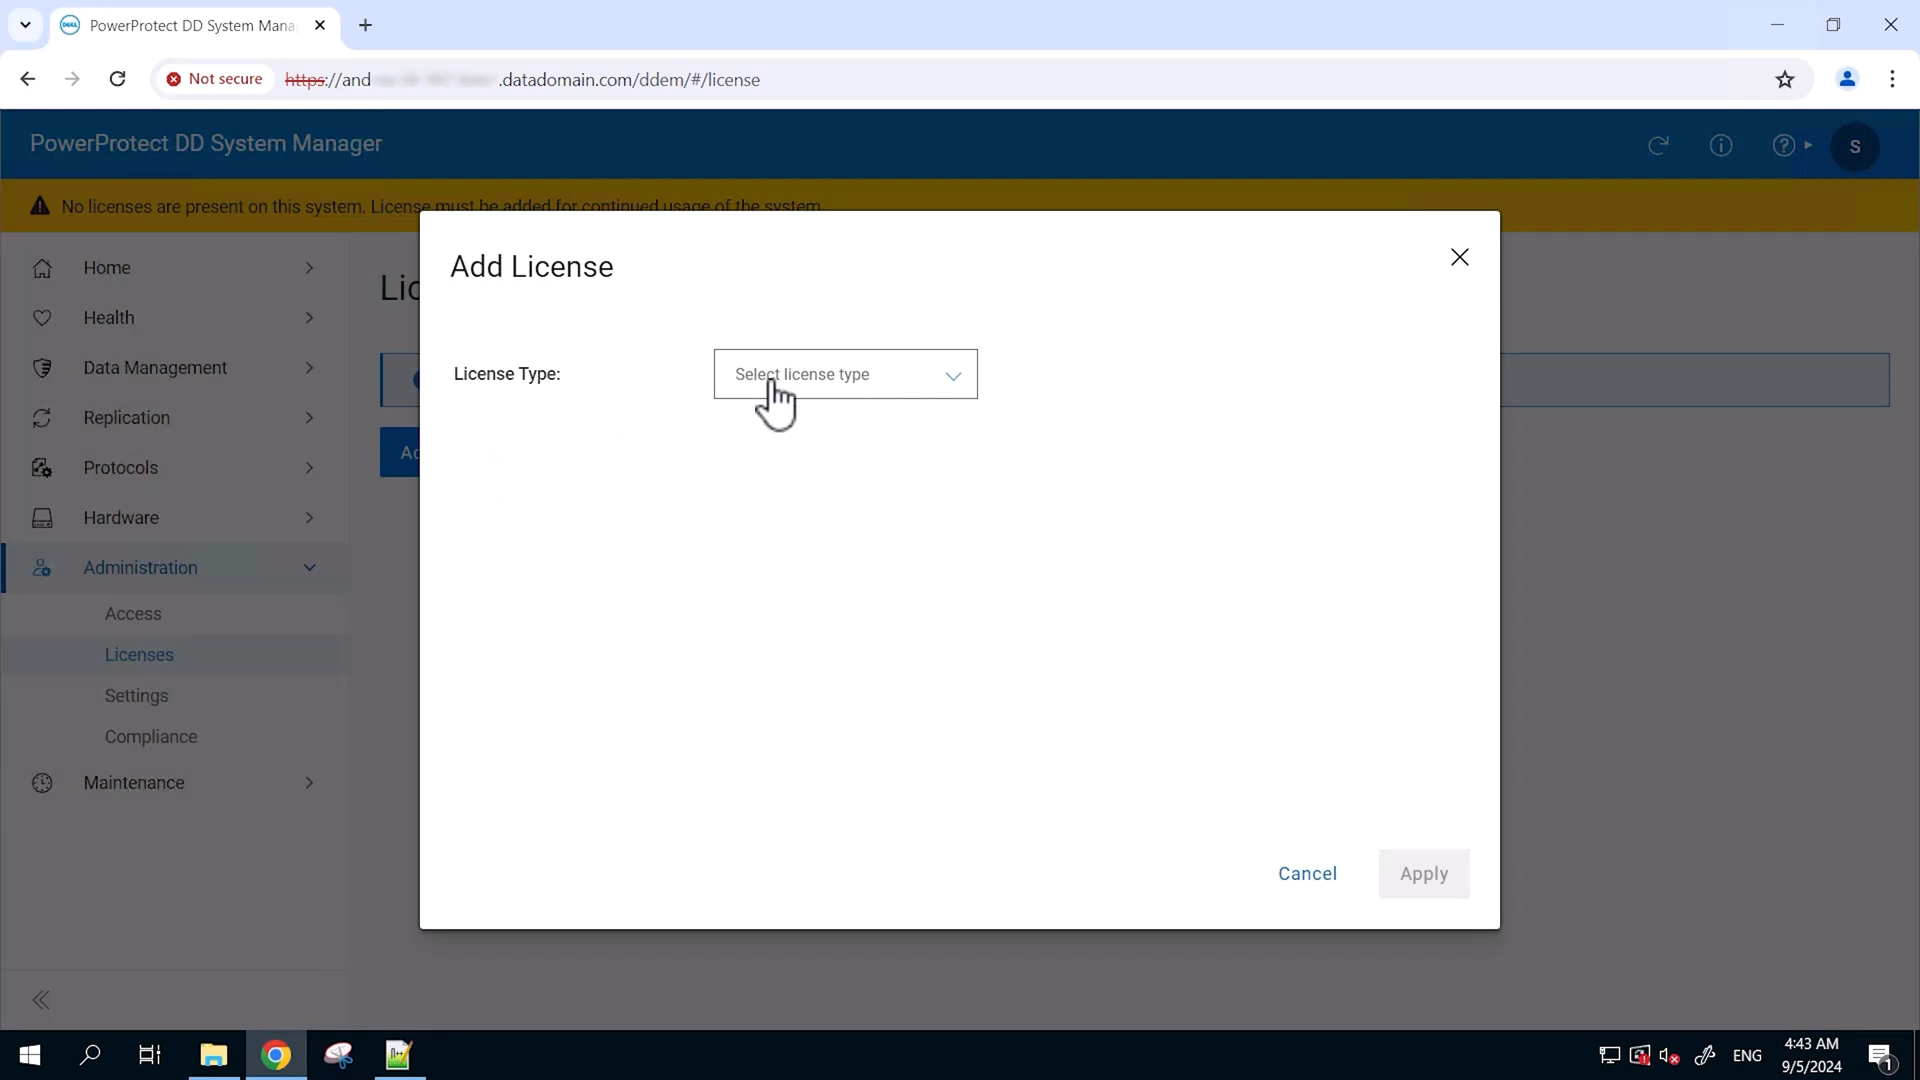 PowerProtect DD System Mana
Not secure
https://and
.datadomain.com/ddem/#/license
PowerProtect DD System Manager
S
No licenses are present on this system. License must be added for continued usage of the system.
Home
Health
Data Management
Replication
Protocols
Hardware
Administration
Access
Licenses
Settings
Compliance
Maintenance
Lic
Ad
Add License
License Type:
Select license type
Cancel
Apply
ENG
4:43 AM
9/5/2024
1